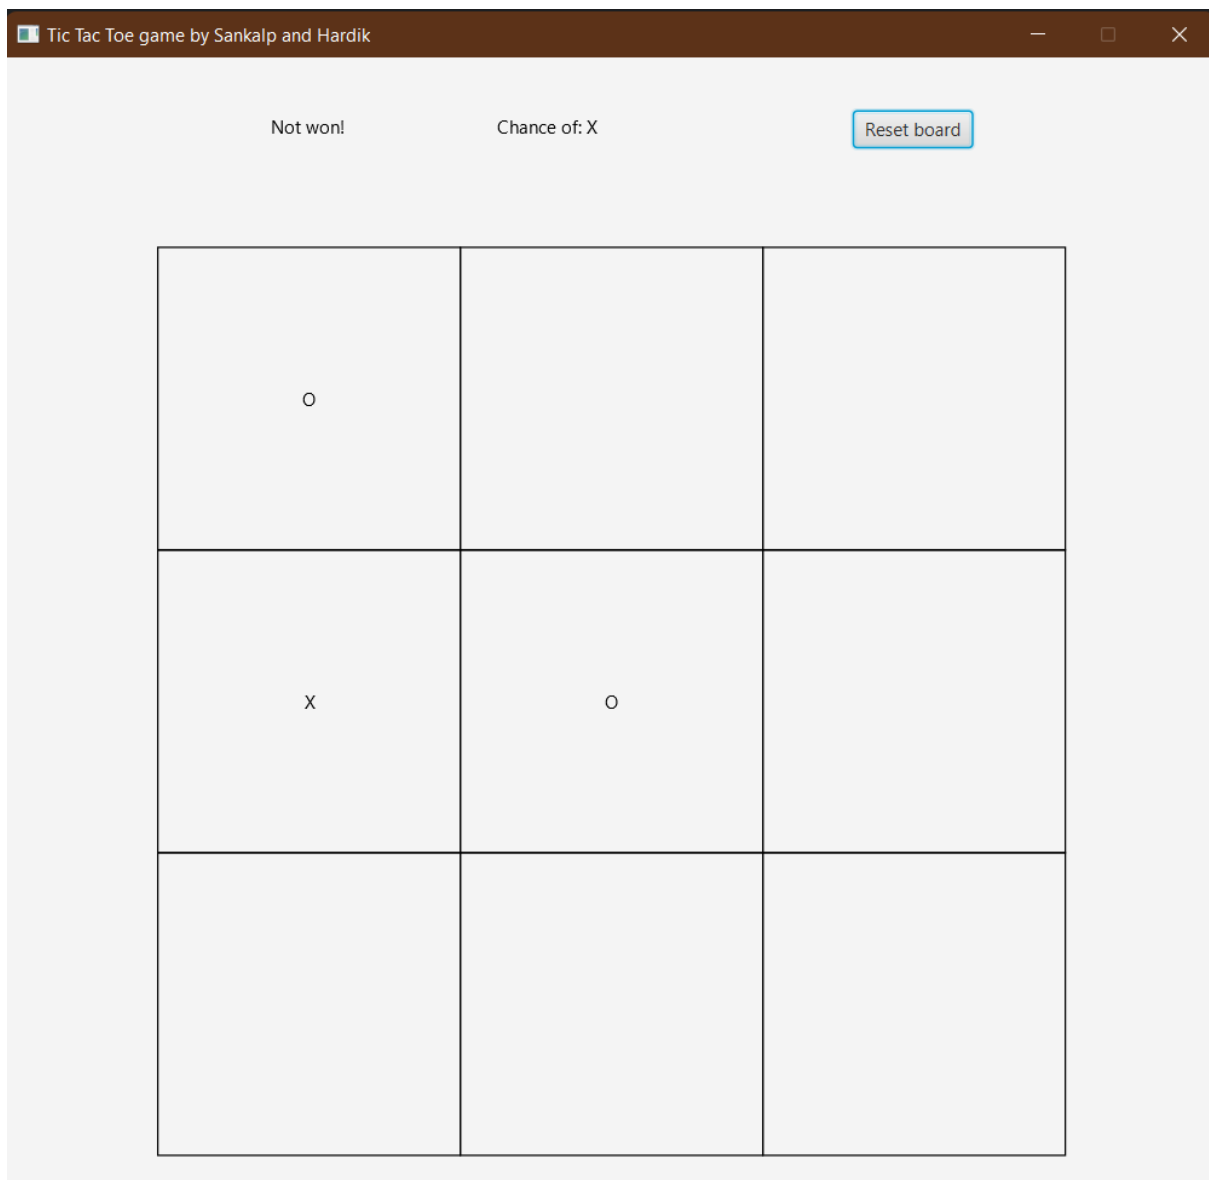 Tic Tac Toe game by Sankalp and Hardik
Not won! Chance of: X Reset board
O
X O